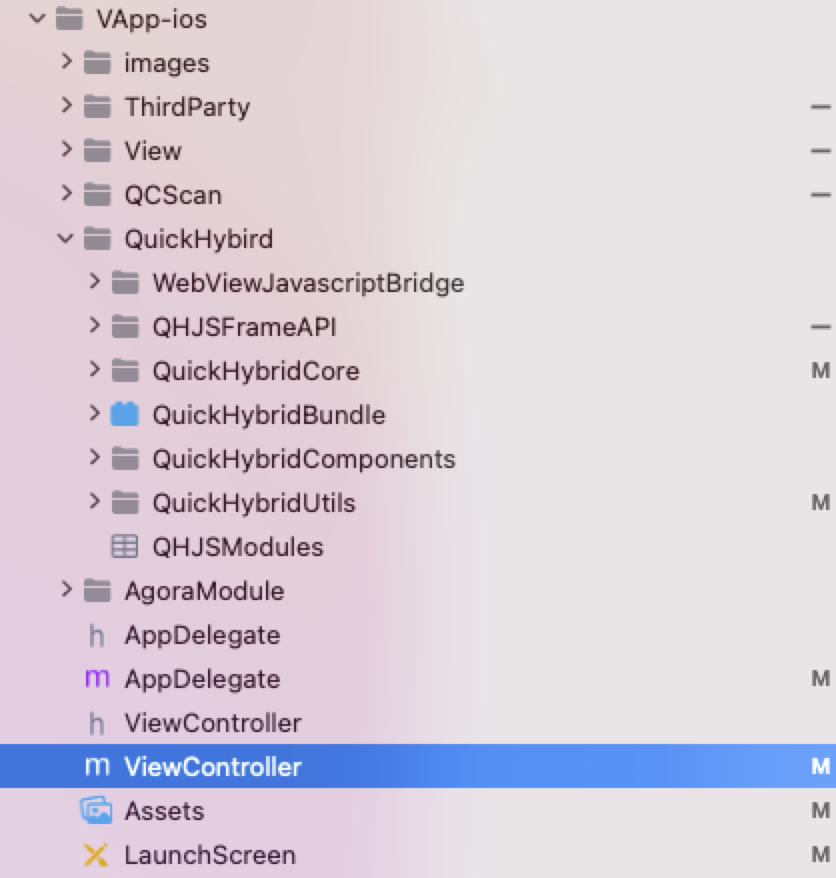 VApp-ios
images
ThirdParty —
View —
QCScan —
QuickHybird
WebViewJavascriptBridge
QHJSFrameAPI —
QuickHybridCore M
QuickHybridBundle
QuickHybridComponents
QuickHybridUtils M
QHJSModules
AgoraModule
h AppDelegate
m AppDelegate M
h ViewController
m ViewController M
Assets M
LaunchScreen M